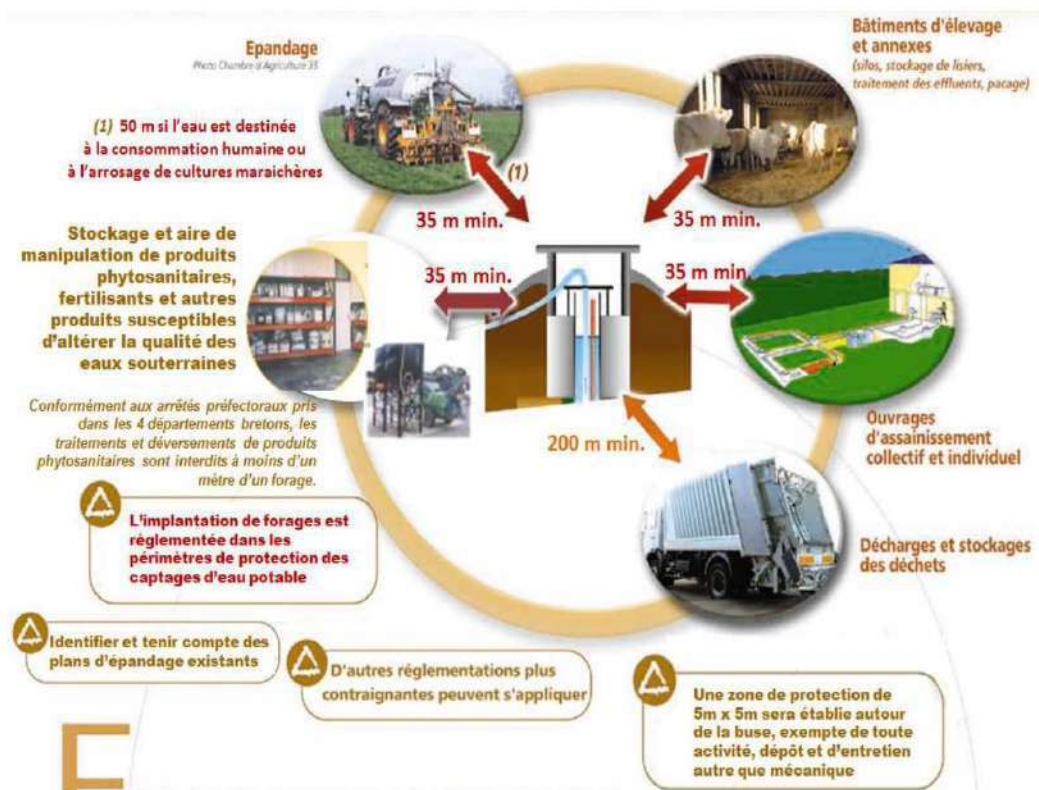 Epandage
Photo Chambre d'Agriculture 35
Bâtiments d'élevage
et annexes
(silos, stockage de lisiers,
traitement des effluents, pacage)
(1) 50 m si l'eau est destinée
à la consommation humaine ou
à l'arrosage de cultures maraichères
(1)
35 m min.
35 m min.
Stockage et aire de
manipulation de produits
phytosanitaires,
fertilisants et autres
produits susceptibles
d'altérer la qualité des
eaux souterraines
35 m min.
35 m min.
Conformément aux arrêtés préfectoraux pris
dans les 4 départements bretons, les
traitements et déversements de produits
phytosanitaires sont interdits à moins d'un
mètre d'un forage.
200 m min.
Ouvrages
d'assainissement
collectif et individuel
Décharges et stockages
des déchets
L'implantation de forages est
règlementée dans les
périmètres de protection des
captages d'eau potable
Identifier et tenir compte des
plans d'épandage existants
D'autres réglementations plus
contraignantes peuvent s'appliquer
Une zone de protection de
5m x 5m sera établie autour
de la buse, exempte de toute
activité, dépôt et d'entretien
autre que mécanique
E